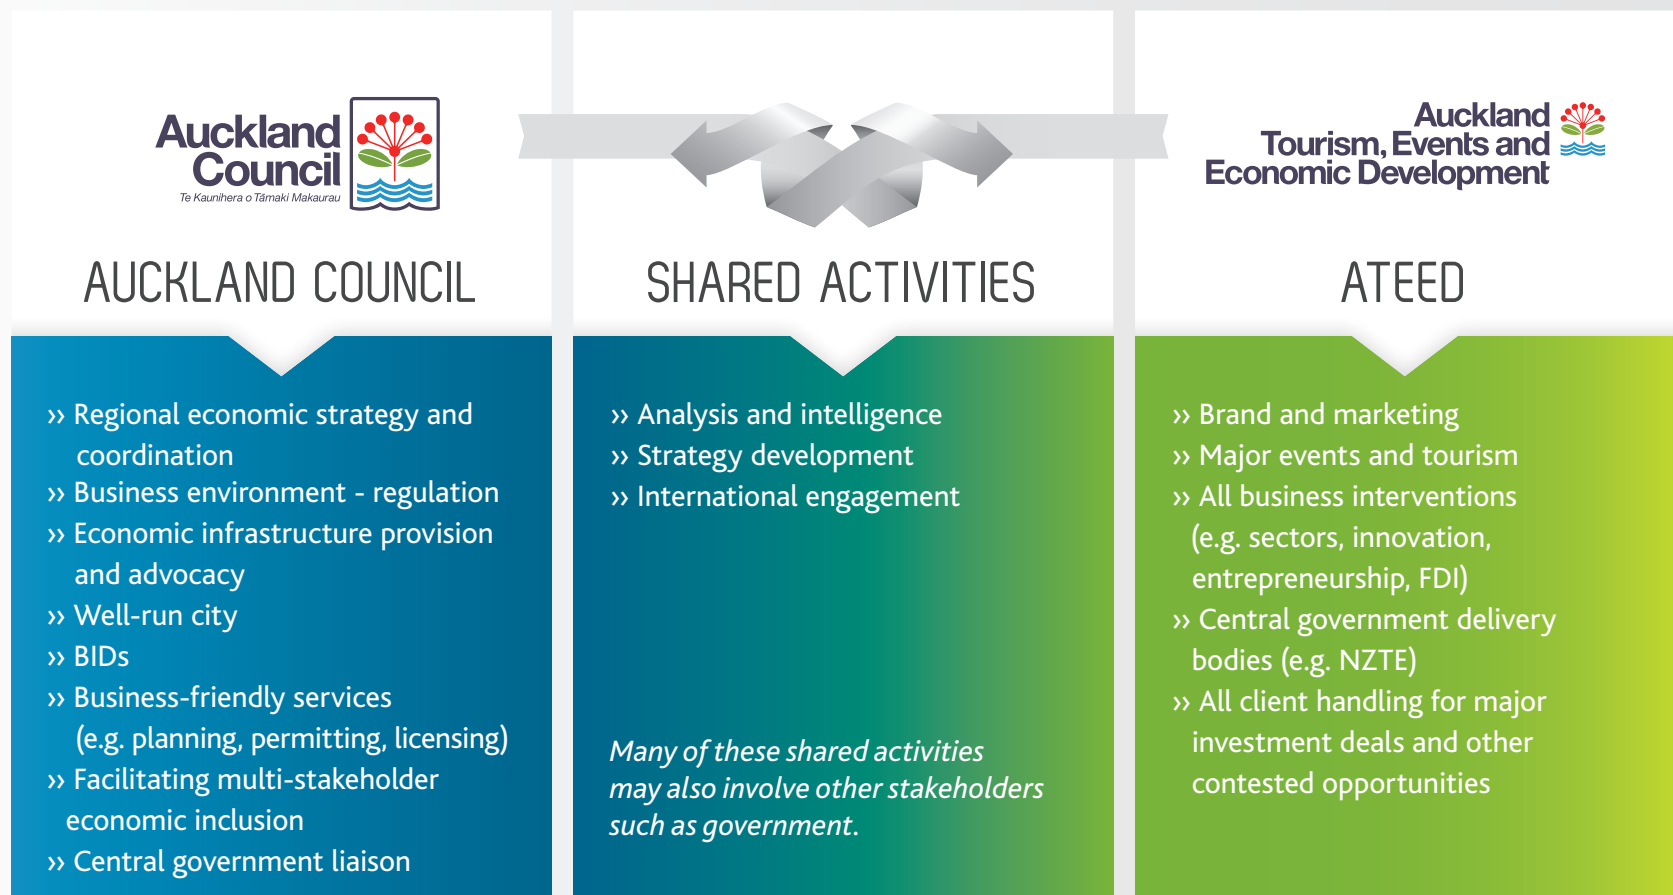 Auckland
Council
Te Kaunihera o Tāmaki Makaurau
AUCKLAND COUNCIL
›› Regional economic strategy and
coordination
›› Business environment - regulation
›› Economic infrastructure provision
and advocacy
›› Well-run city
›› BIDs
›› Business-friendly services
(e.g. planning, permitting, licensing)
›› Facilitating multi-stakeholder
economic inclusion
›› Central government liaison
SHARED ACTIVITIES
›› Analysis and intelligence
›› Strategy development
›› International engagement
Many of these shared activities
may also involve other stakeholders
such as government.
Auckland
Tourism, Events and
Economic Development
ATEED
›› Brand and marketing
›› Major events and tourism
›› All business interventions
(e.g. sectors, innovation,
entrepreneurship, FDI)
›› Central government delivery
bodies (e.g. NZTE)
›› All client handling for major
investment deals and other
contested opportunities